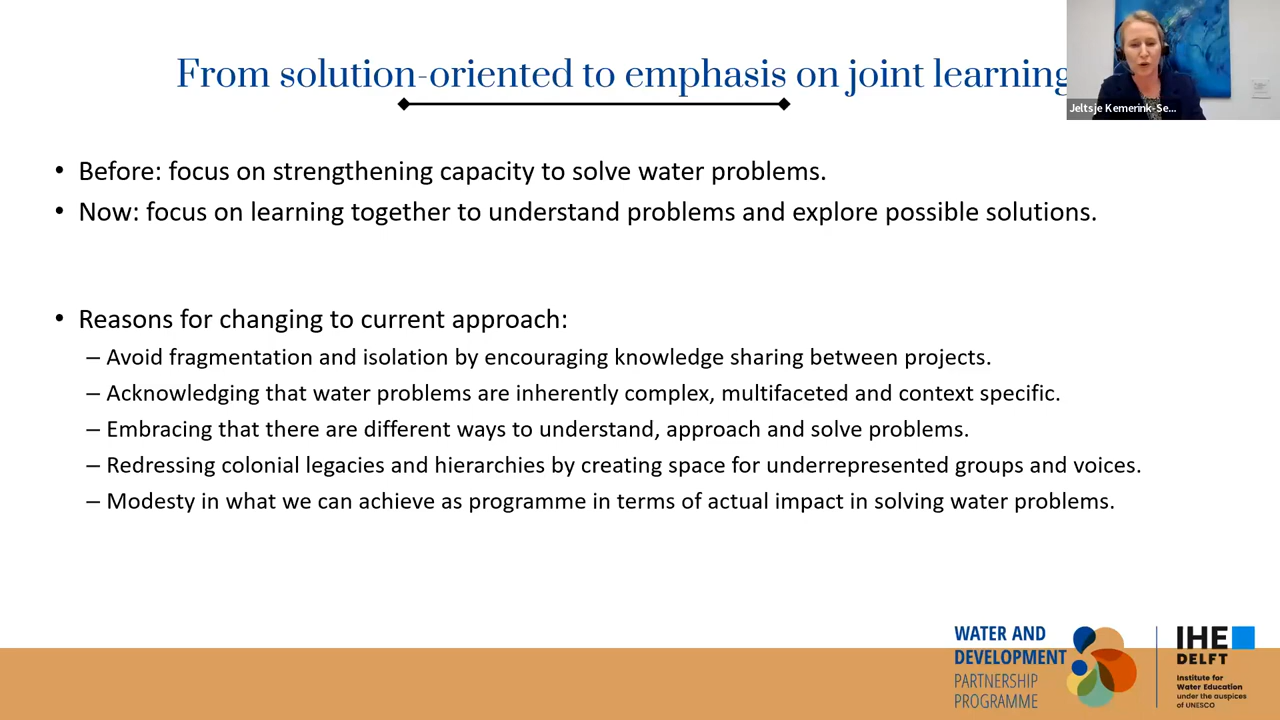 From solution-oriented to emphasis on joint learning
Jeltsje Kemerink-Se...
• Before: focus on strengthening capacity to solve water problems.
• Now: focus on learning together to understand problems and explore possible solutions.
• Reasons for changing to current approach:
– Avoid fragmentation and isolation by encouraging knowledge sharing between projects.
– Acknowledging that water problems are inherently complex, multifaceted and context specific.
– Embracing that there are different ways to understand, approach and solve problems.
– Redressing colonial legacies and hierarchies by creating space for underrepresented groups and voices.
– Modesty in what we can achieve as programme in terms of actual impact in solving water problems.
WATER AND
DEVELOPMENT
PARTNERSHIP
PROGRAMME
IHE
DELFT
Institute for
Water Education
under the auspices
of UNESCO